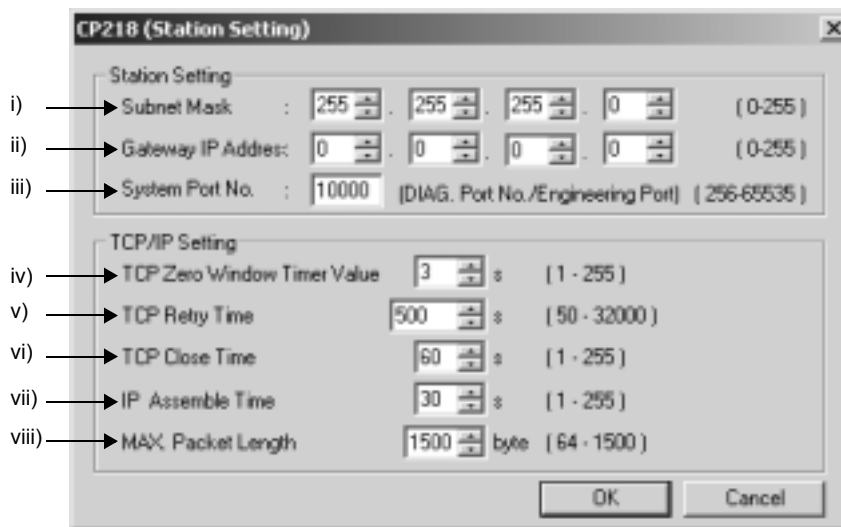 CP218 (Station Setting)
Station Setting
i) Subnet Mask : 255 . 255 . 255 . 0 ( 0-255 )
ii) Gateway IP Addres: 0 . 0 . 0 . 0 ( 0-255 )
iii) System Port No. : 10000 (DIAG. Port No./Engineering Port) ( 256-65535 )
TCP/IP Setting
iv) TCP Zero Window Timer Value 3 s ( 1 - 255 )
v) TCP Retry Time 500 s ( 50 - 32000 )
vi) TCP Close Time 60 s ( 1 - 255 )
vii) IP Assemble Time 30 s ( 1 - 255 )
viii) MAX. Packet Length 1500 byte ( 64 - 1500 )
OK Cancel